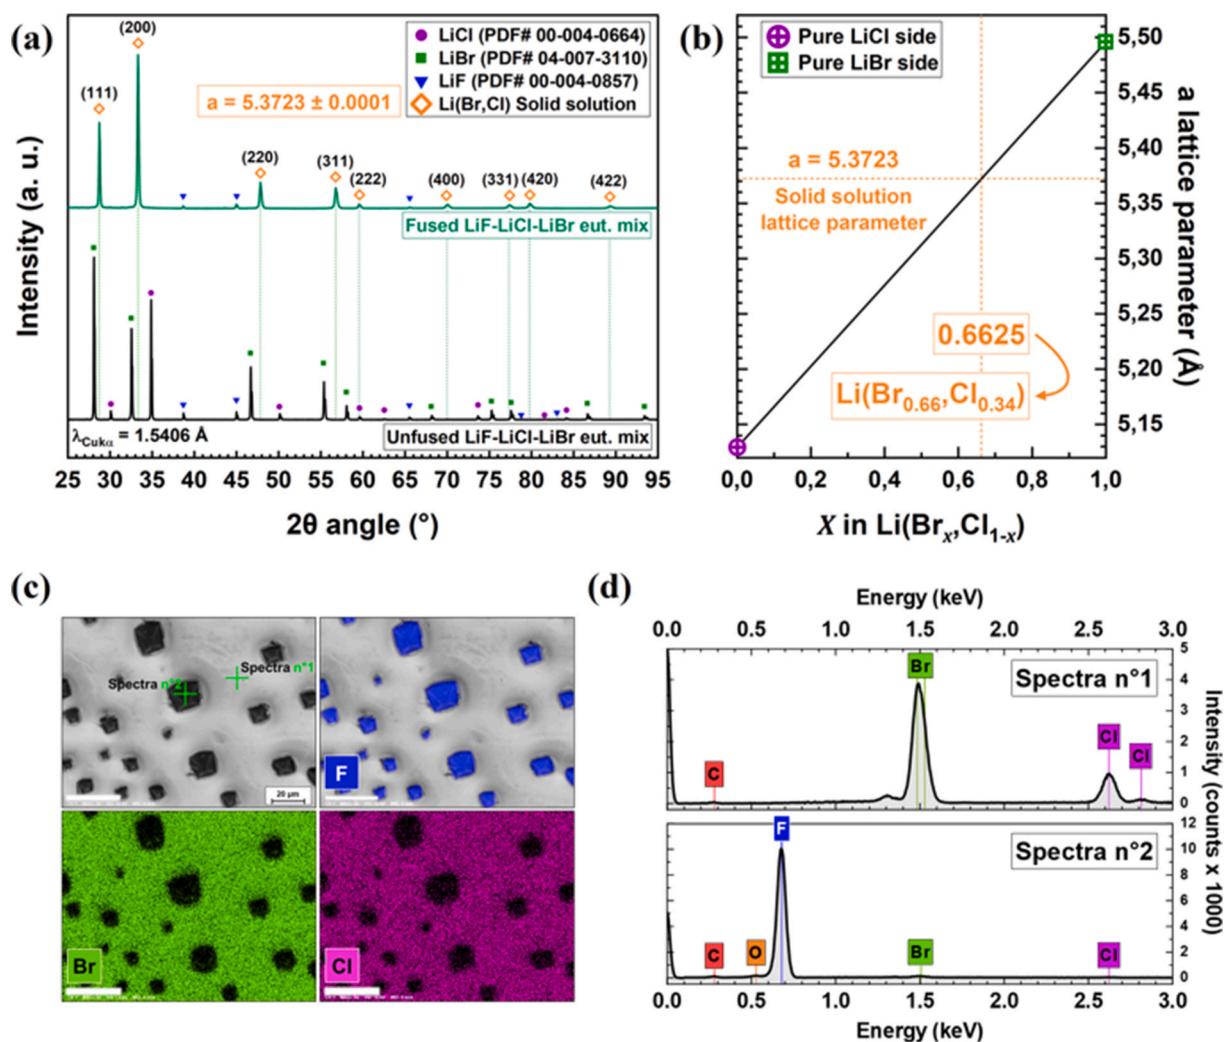 (a)
(200)
(111)
(220)
(311)
(222)
(400)
(331)
(420)
(422)
a = 5.3723 ± 0.0001
LiCl (PDF# 00-004-0664)
LiBr (PDF# 04-007-3110)
LiF (PDF# 00-004-0857)
Li(Br,Cl) Solid solution
Fused LiF-LiCl-LiBr eut. mix
λCukα = 1.5406 Å
Unfused LiF-LiCl-LiBr eut. mix
Intensity (a. u.)
25 35 45 55 65 75 85 95
2θ angle (°)
(b)
Pure LiCl side
Pure LiBr side
a = 5.3723
Solid solution
lattice parameter
0.6625
Li(Br0.66,Cl0.34)
5,50
5,45
5,40
5,35
5,30
5,25
5,20
5,15
a lattice parameter (Å)
0,0 0,2 0,4 0,6 0,8 1,0
X in Li(Brx,Cl1-x)
(c)
Spectra n°1
Spectra n°2
20 µm
F
Br
Cl
(d)
Energy (keV)
0.0 0.5 1.0 1.5 2.0 2.5 3.0
Spectra n°1
C
Br
Cl
Cl
5
4
3
2
1
0
Spectra n°2
C
O
F
Br
Cl
12
10
8
6
4
2
0
Intensity (counts x 1000)
0.0 0.5 1.0 1.5 2.0 2.5 3.0
Energy (keV)